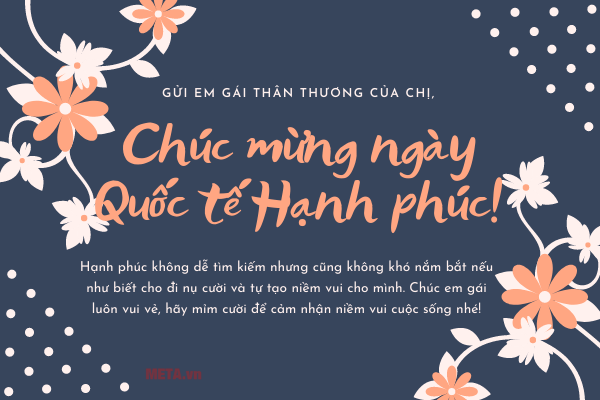 GỬI EM GÁI THÂN THƯƠNG CỦA CHỊ,
Chúc mừng ngày
Quốc tế Hạnh phúc!
Hạnh phúc không dễ tìm kiếm nhưng cũng không khó nắm bắt nếu
như biết cho đi nụ cười và tự tạo niềm vui cho mình. Chúc em gái
luôn vui vẻ, hãy mỉm cười để cảm nhận niềm vui cuộc sống nhé!
META.vn